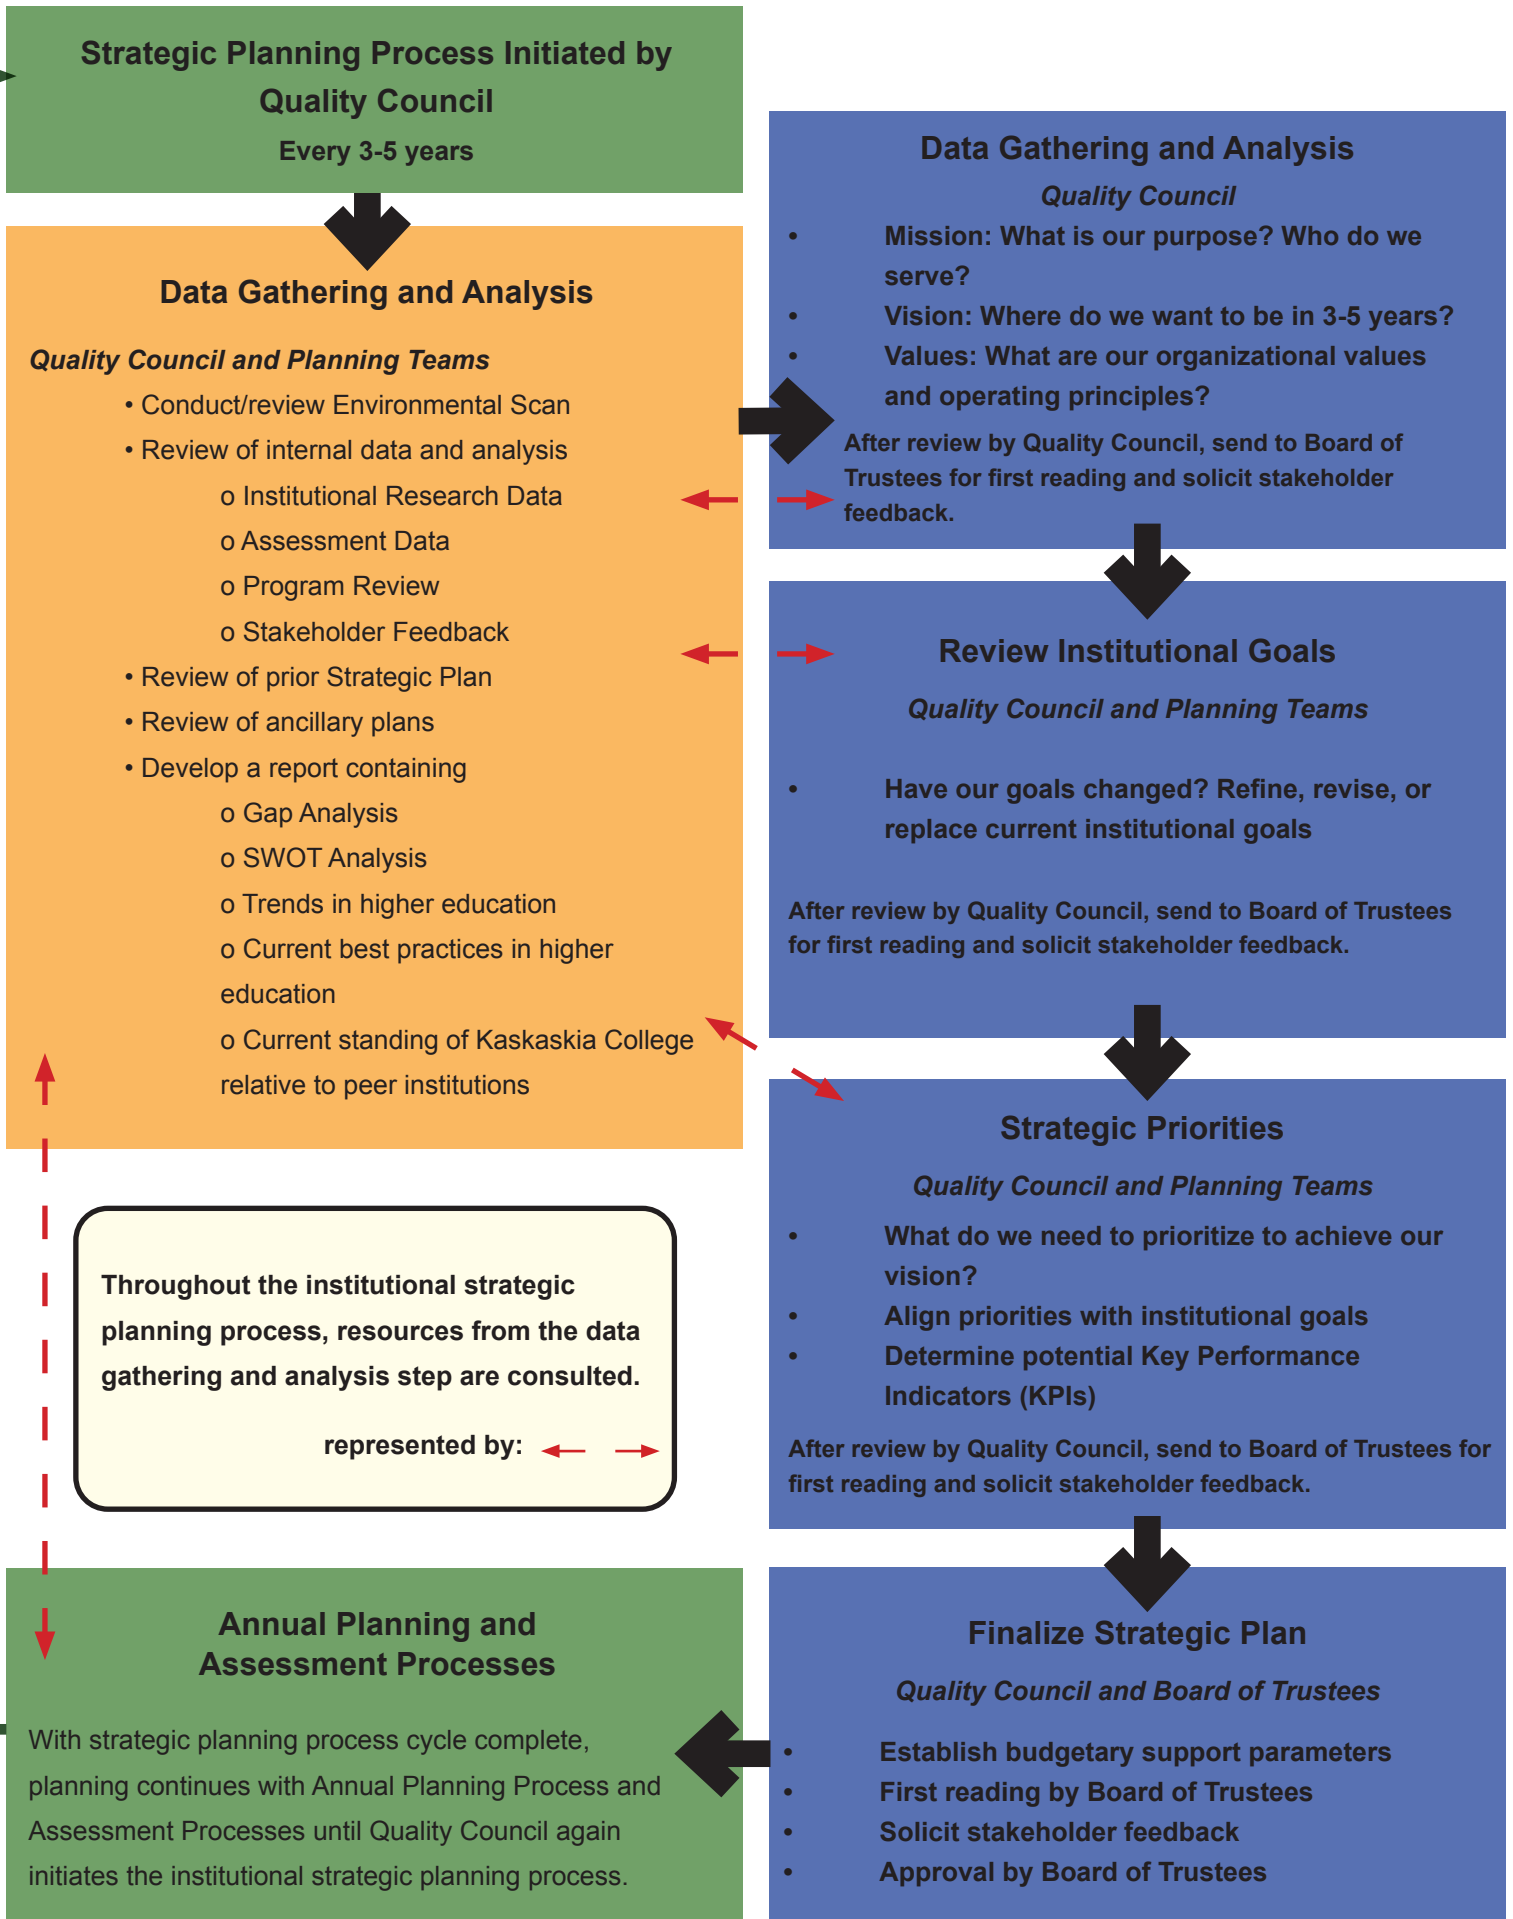 Strategic Planning Process Initiated by
Quality Council
Every 3-5 years
Data Gathering and Analysis
Quality Council and Planning Teams
• Conduct/review Environmental Scan
• Review of internal data and analysis
o Institutional Research Data
o Assessment Data
o Program Review
o Stakeholder Feedback
• Review of prior Strategic Plan
• Review of ancillary plans
• Develop a report containing
o Gap Analysis
o SWOT Analysis
o Trends in higher education
o Current best practices in higher
education
o Current standing of Kaskaskia College
relative to peer institutions
Data Gathering and Analysis
Quality Council
• Mission: What is our purpose? Who do we
serve?
• Vision: Where do we want to be in 3-5 years?
• Values: What are our organizational values
and operating principles?
After review by Quality Council, send to Board of
Trustees for first reading and solicit stakeholder
feedback.
Review Institutional Goals
Quality Council and Planning Teams
• Have our goals changed? Refine, revise, or
replace current institutional goals
After review by Quality Council, send to Board of Trustees
for first reading and solicit stakeholder feedback.
Strategic Priorities
Quality Council and Planning Teams
• What do we need to prioritize to achieve our
vision?
• Align priorities with institutional goals
• Determine potential Key Performance
Indicators (KPIs)
After review by Quality Council, send to Board of Trustees for
first reading and solicit stakeholder feedback.
Finalize Strategic Plan
Quality Council and Board of Trustees
• Establish budgetary support parameters
• First reading by Board of Trustees
• Solicit stakeholder feedback
• Approval by Board of Trustees
Throughout the institutional strategic
planning process, resources from the data
gathering and analysis step are consulted.
represented by:
Annual Planning and
Assessment Processes
With strategic planning process cycle complete,
planning continues with Annual Planning Process and
Assessment Processes until Quality Council again
initiates the institutional strategic planning process.